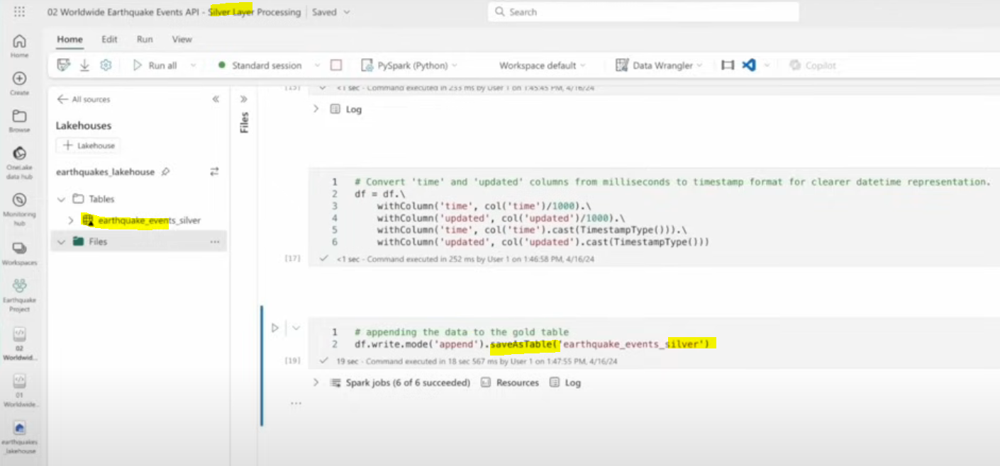 02 Worldwide Earthquake Events API - Silver Layer Processing
Saved
Search
Home
Edit
Run
View
Run all
Standard session
PySpark (Python)
Workspace default
Data Wrangler
Copilot
Home
Create
Browse
OneLake
data hub
Monitoring
hub
Workspaces
Earthquake
Project
02
Worldwid...
01
Worldwide...
earthquakes
_lakehouse
All sources
Lakehouses
Lakehouse
earthquakes_lakehouse
Tables
earthquake_events_silver
Files
...
Files
[15]
<1 sec - Command executed in 233 ms by User 1 on 1:45:45 PM, 4/16/24
Log
1 # Convert 'time' and 'updated' columns from milliseconds to timestamp format for clearer datetime representation.
2 df = df.\
3 withColumn('time', col('time')/1000).\
4 withColumn('updated', col('updated')/1000).\
5 withColumn('time', col('time').cast(TimestampType())).\
6 withColumn('updated', col('updated').cast(TimestampType()))
[17]
<1 sec - Command executed in 252 ms by User 1 on 1:46:58 PM, 4/16/24
1 # appending the data to the gold table
2 df.write.mode('append').saveAsTable('earthquake_events_silver')
[19]
19 sec - Command executed in 18 sec 567 ms by User 1 on 1:47:55 PM, 4/16/24
Spark jobs (6 of 6 succeeded)
Resources
Log
...